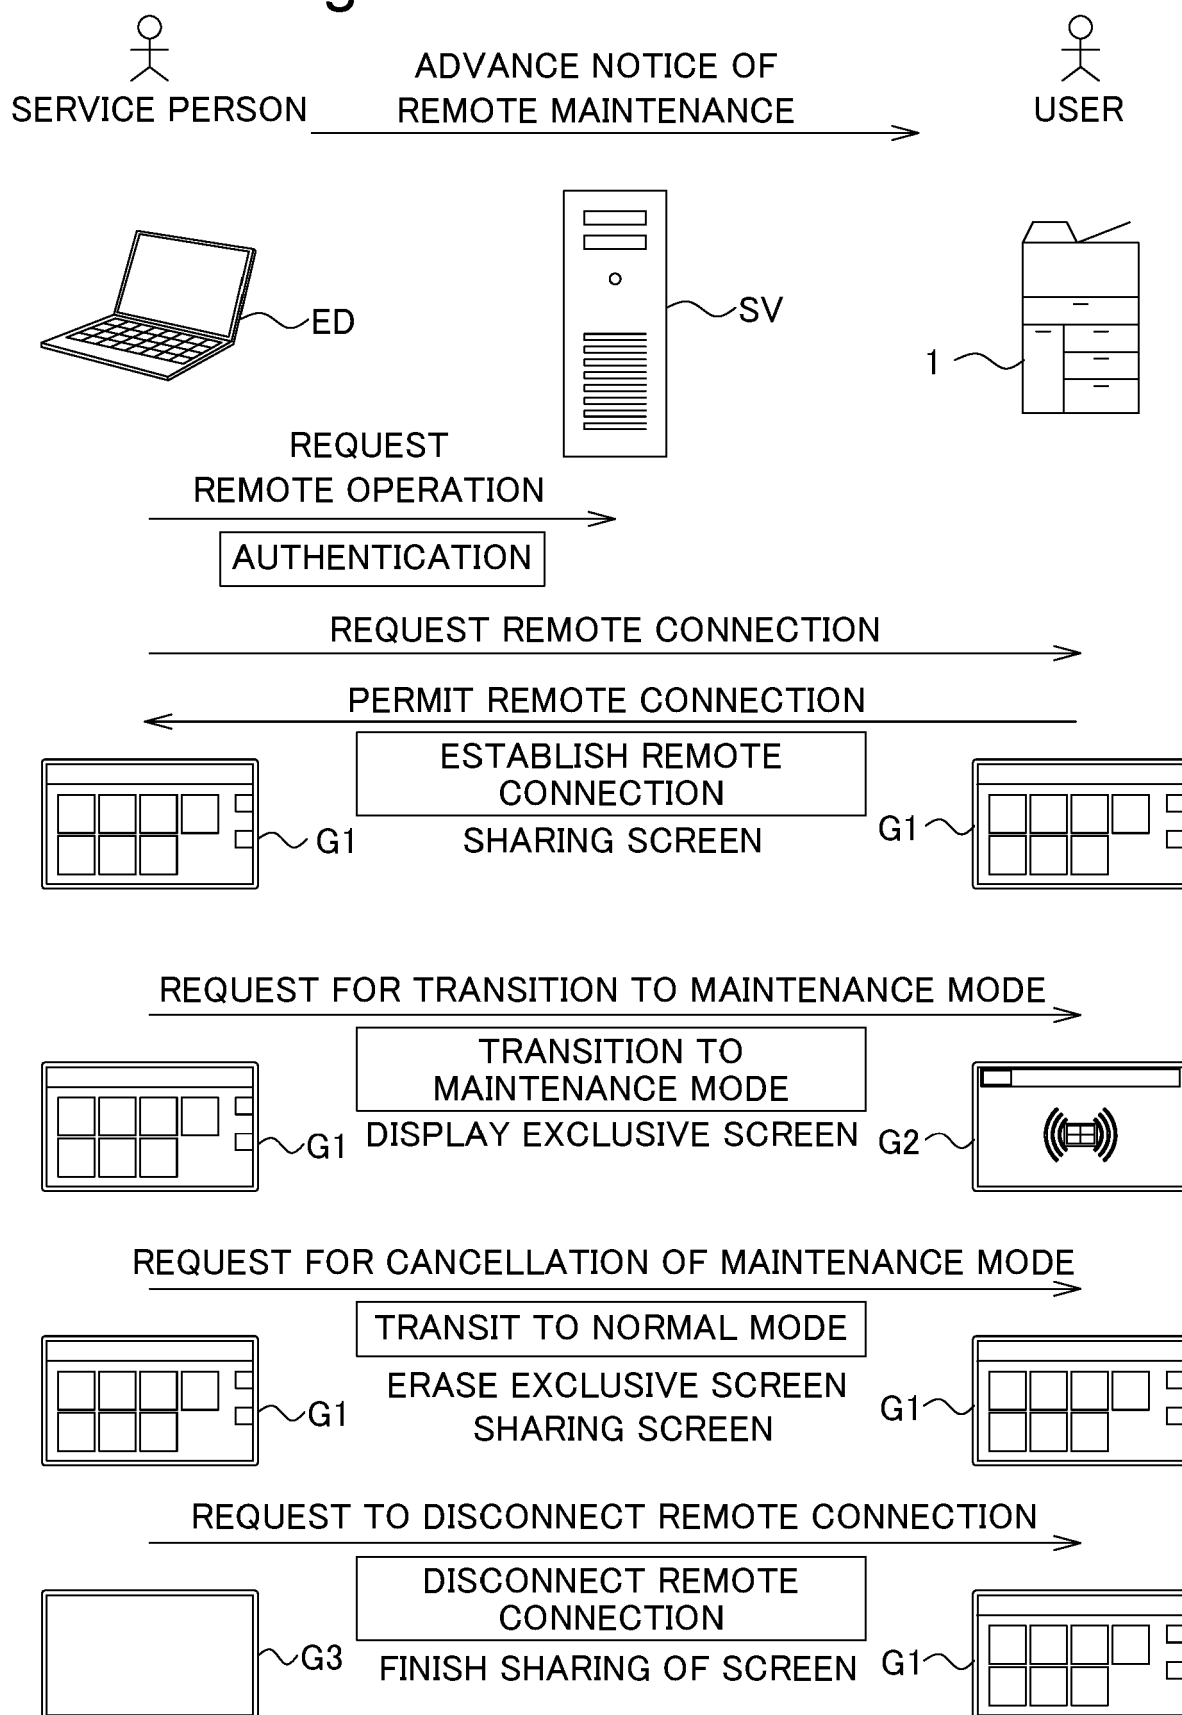 g
ADVANCE NOTICE OF
REMOTE MAINTENANCE
SERVICE PERSON
USER
ED
SV
1
REQUEST
REMOTE OPERATION
AUTHENTICATION
REQUEST REMOTE CONNECTION
PERMIT REMOTE CONNECTION
ESTABLISH REMOTE
CONNECTION
SHARING SCREEN
G1
G1
REQUEST FOR TRANSITION TO MAINTENANCE MODE
TRANSITION TO
MAINTENANCE MODE
DISPLAY EXCLUSIVE SCREEN
G1
G2
REQUEST FOR CANCELLATION OF MAINTENANCE MODE
TRANSIT TO NORMAL MODE
ERASE EXCLUSIVE SCREEN
SHARING SCREEN
G1
G1
REQUEST TO DISCONNECT REMOTE CONNECTION
DISCONNECT REMOTE
CONNECTION
FINISH SHARING OF SCREEN
G3
G1